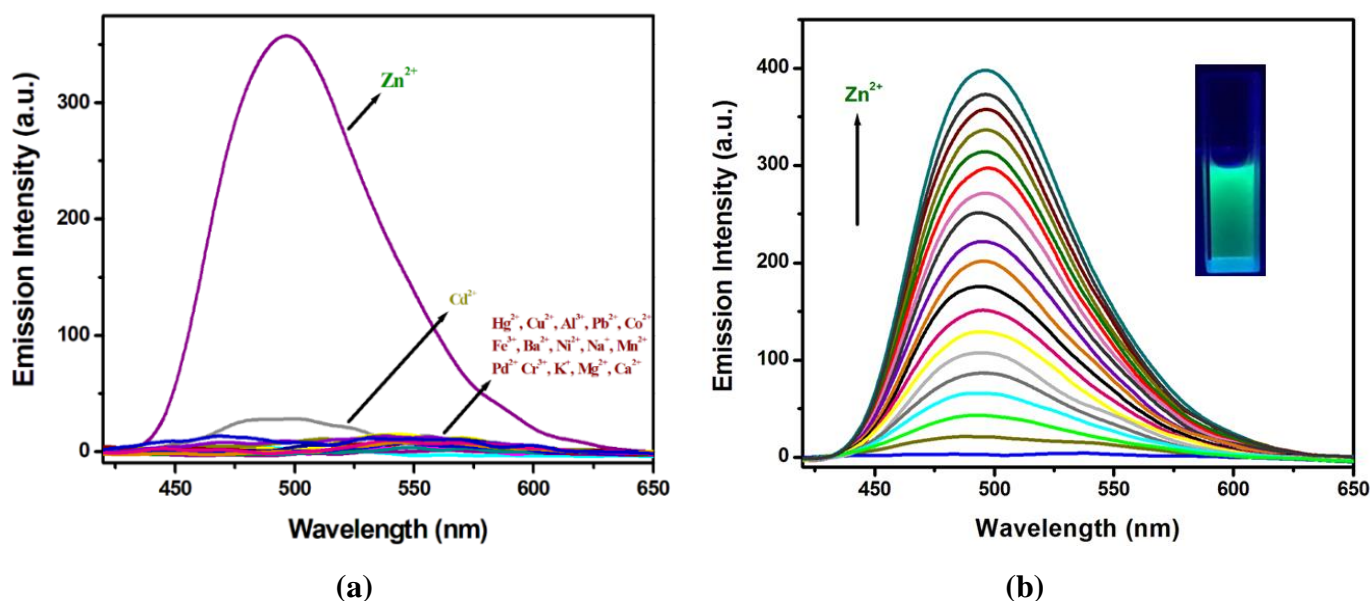 Emission Intensity (a.u.)
300
200
100
0
Zn²⁺
Cd²⁺
Hg²⁺, Cu²⁺, Al³⁺, Pb²⁺, Co²⁺
Fe³⁺, Ba²⁺, Ni²⁺, Na⁺, Mn²⁺
Pd²⁺ Cr³⁺, K⁺, Mg²⁺, Ca²⁺
450 500 550 600 650
Wavelength (nm)
(a)
Emission Intensity (a.u.)
400
300
200
100
0
Zn²⁺
450 500 550 600 650
Wavelength (nm)
(b)